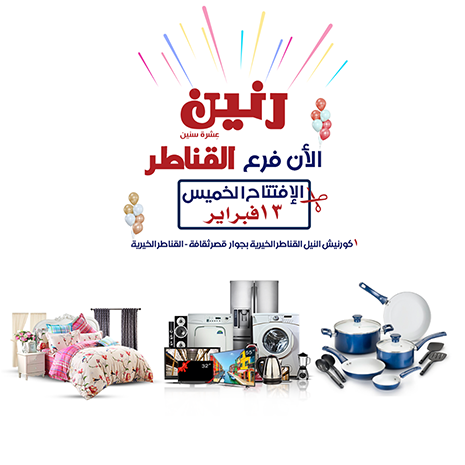 رنين
عشرة سنين
الأن فرع القناطر
الإفتتاح الخميس
١٣ فبراير
١ كورنيش النيل القناطر الخيرية بجوار قصر ثقافة - القناطر الخيرية
32"